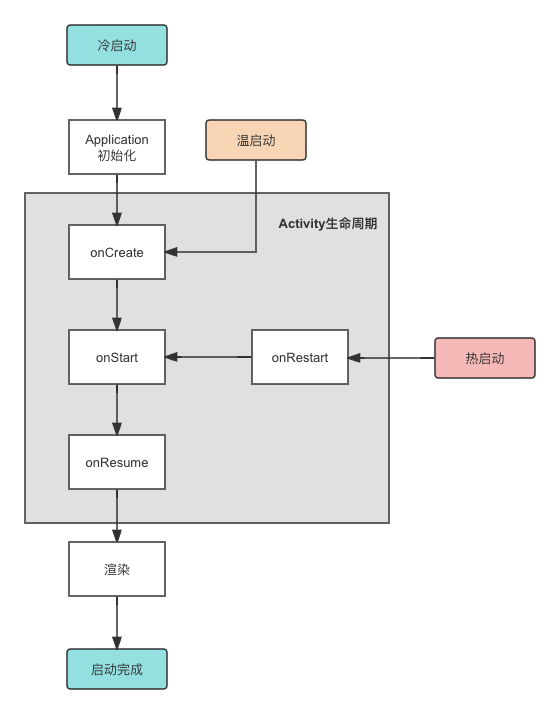 冷启动
Application
初始化
温启动
Activity生命周期
onCreate
onStart
onRestart
热启动
onResume
渲染
启动完成